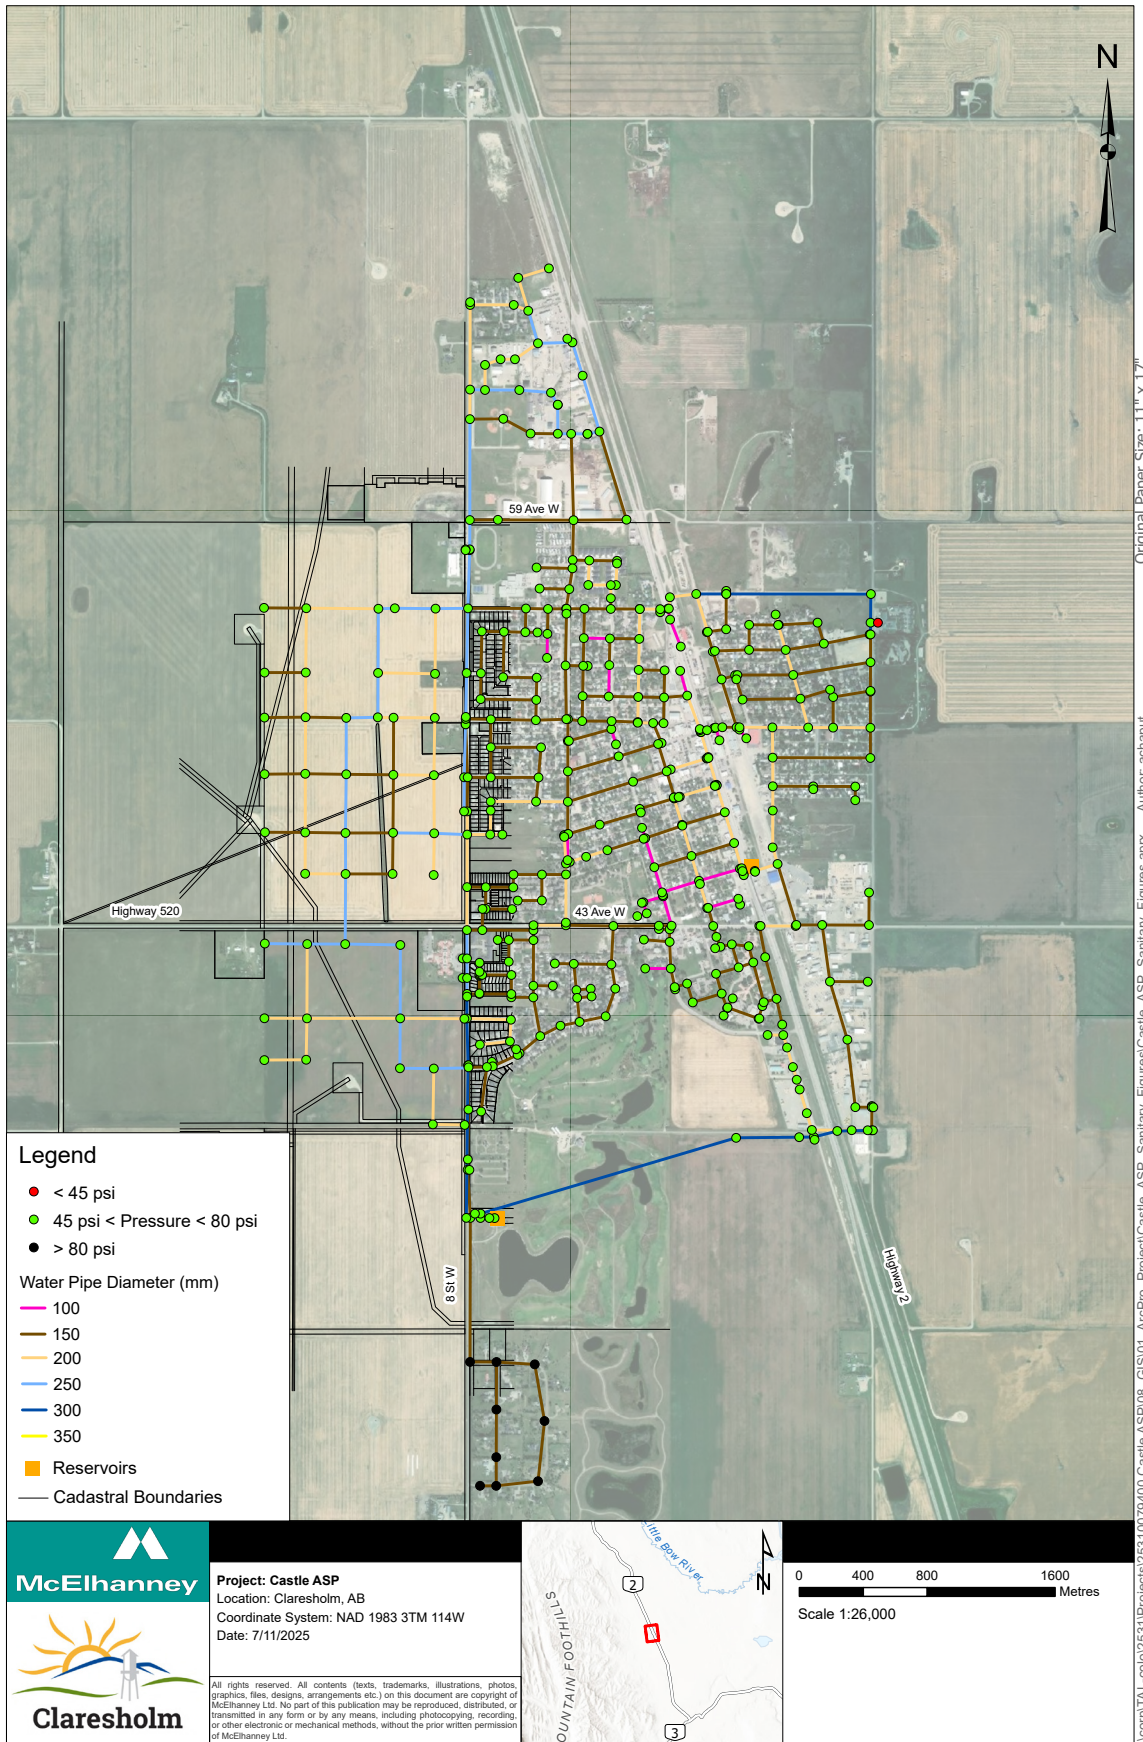 N
59 Ave W
Highway 520
43 Ave W
8 St W
Highway 2
Legend
< 45 psi
45 psi < Pressure < 80 psi
> 80 psi
Water Pipe Diameter (mm)
100
150
200
250
300
350
Reservoirs
Cadastral Boundaries
McElhanney
Claresholm
Project: Castle ASP
Location: Claresholm, AB
Coordinate System: NAD 1983 3TM 114W
Date: 7/11/2025
All rights reserved. All contents (texts, trademarks, illustrations, photos,
graphics, files, designs, arrangements etc.) on this document are copyright of
McElhanney Ltd. No part of this publication may be reproduced, distributed, or
transmitted in any form or by any means, including photocopying, recording,
or other electronic or mechanical methods, without the prior written permission
of McElhanney Ltd.
Little Bow River
2
3
OUNTAIN FOOTHILLS
N
0 400 800 1600
Metres
Scale 1:26,000
Original Paper Size: 11" x 17"